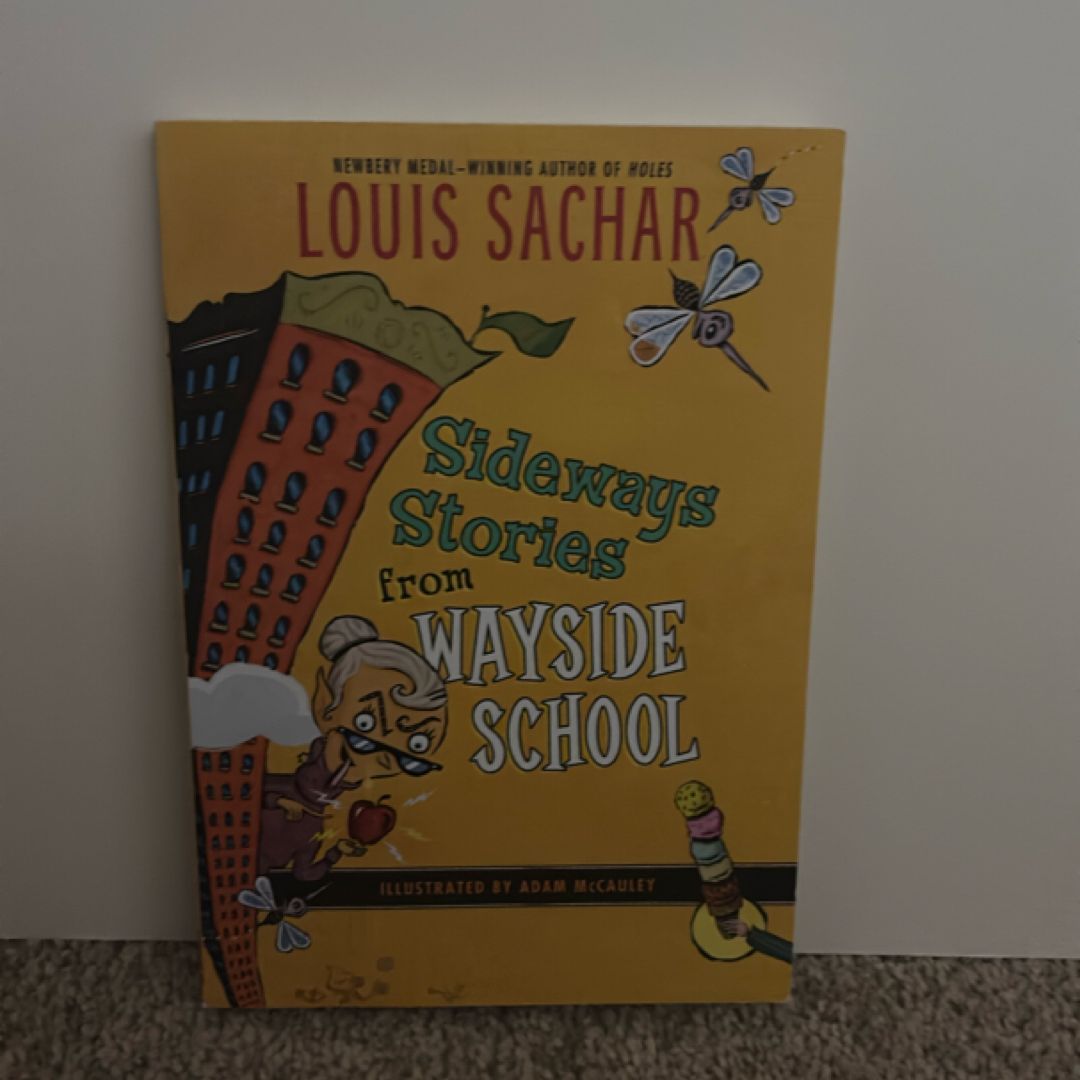 NEWBERY MEDAL–WINNING AUTHOR OF HOLES
LOUIS SACHAR
Sideways
Stories
from
WAYSIDE
SCHOOL
ILLUSTRATED BY ADAM McCAULEY